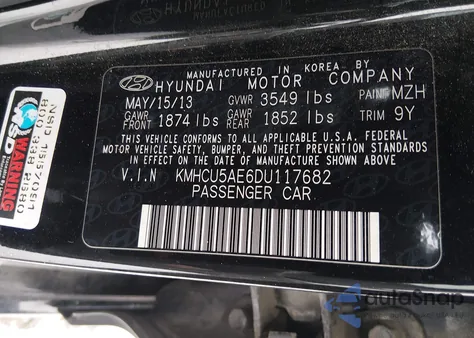 MANUFACTURED IN KOREA BY
HYUNDAI MOTOR COMPANY
MAY/15/13 GVWR 3549 lbs PAINT MZH
GAWR FRONT 1874 lbs GAWR REAR 1852 lbs TRIM 9Y
THIS VEHICLE CONFORMS TO ALL APPLICABLE U.S.A. FEDERAL
MOTOR VEHICLE SAFETY, BUMPER, AND THEFT PREVENTION STANDARDS
IN EFFECT ON THE DATE OF MANUFACTURE SHOWN ABOVE.
V.I.N KMHCU5AE6DU117682
PASSENGER CAR
WARNING
autoSnap